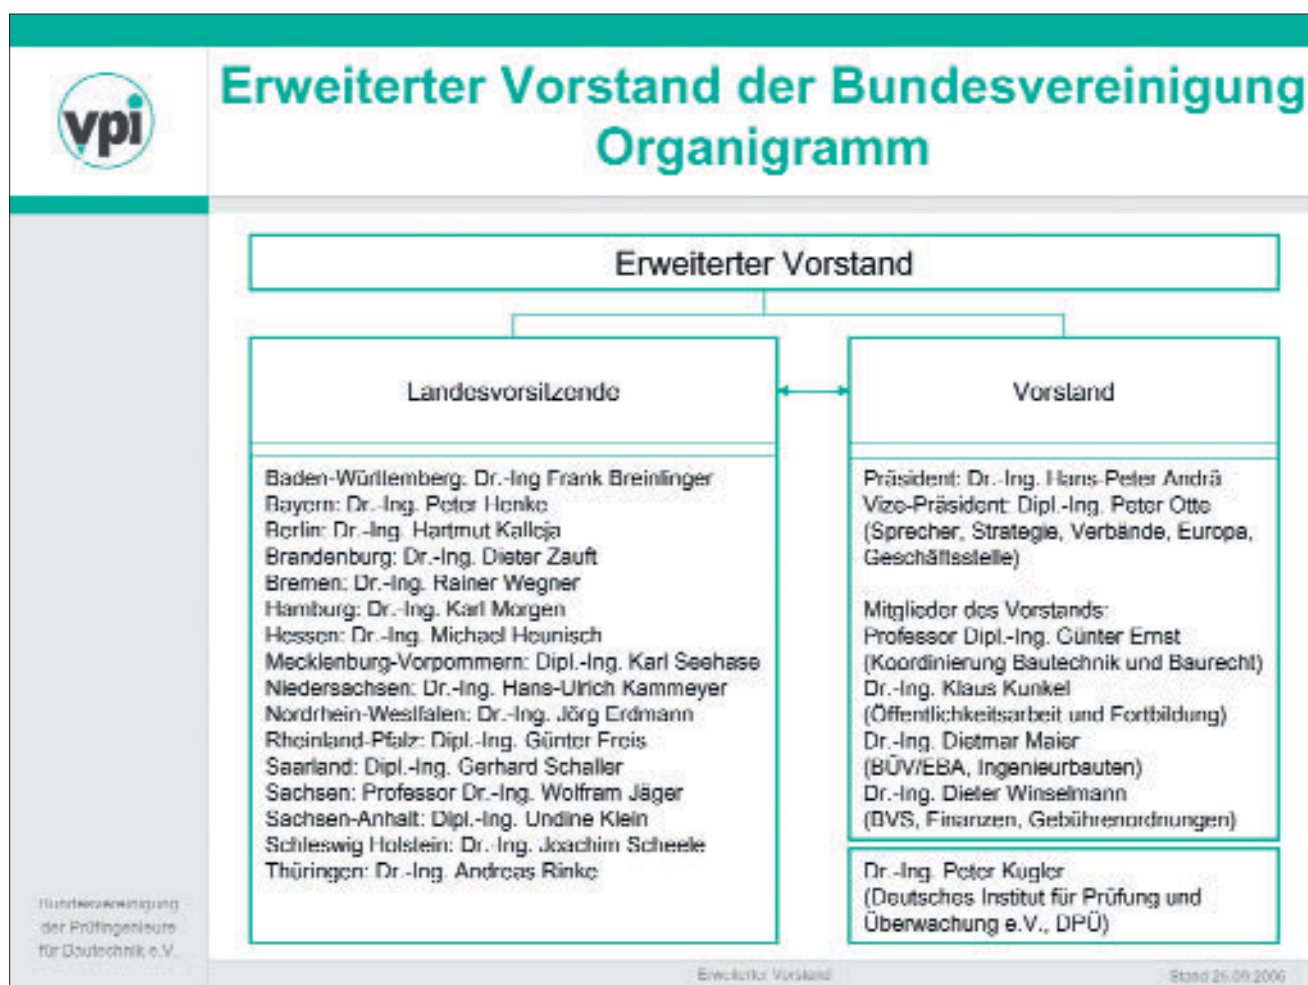 vpi
Erweiterter Vorstand der Bundesvereinigung
Organigramm
Erweiterter Vorstand
Landesvorsitzende
Baden-Württemberg: Dr.-Ing Frank Breinlinger
Bayern: Dr.-Ing. Peter Henke
Berlin: Dr.-Ing. Hartmut Kalleja
Brandenburg: Dr.-Ing. Dieter Zauft
Bremen: Dr.-Ing. Rainer Wegner
Hamburg: Dr.-Ing. Karl Morgen
Hessen: Dr.-Ing. Michael Heunisch
Mecklenburg-Vorpommern: Dipl.-Ing. Karl Seehase
Niedersachsen: Dr.-Ing. Hans-Ulrich Kammeyer
Nordrhein-Westfalen: Dr.-Ing. Jörg Erdmann
Rheinland-Pfalz: Dipl.-Ing. Günter Freis
Saarland: Dipl.-Ing. Gerhard Schaller
Sachsen: Professor Dr.-Ing. Wolfram Jäger
Sachsen-Anhalt: Dipl.-Ing. Undine Klein
Schleswig Holstein: Dr.-Ing. Joachim Scheele
Thüringen: Dr.-Ing. Andreas Rinke
Vorstand
Präsident: Dr.-Ing. Hans-Peter Andrä
Vize-Präsident: Dipl.-Ing. Peter Otte
(Sprecher, Strategie, Verbände, Europa,
Geschäftsstelle)
Mitglieder des Vorstands:
Professor Dipl.-Ing. Günter Ernst
(Koordinierung Bautechnik und Baurecht)
Dr.-Ing. Klaus Kunkel
(Öffentlichkeitsarbeit und Fortbildung)
Dr.-Ing. Dietmar Maier
(BÜV/EBA, Ingenieurbauten)
Dr.-Ing. Dieter Winselmann
(BVS, Finanzen, Gebührenordnungen)
Dr.-Ing. Peter Kugler
(Deutsches Institut für Prüfung und
Überwachung e.V., DPÜ)
Bundesvereinigung
der Prüfingenieure
für Bautechnik e.V.
Erweiterter Vorstand
Stand 26.09.2006